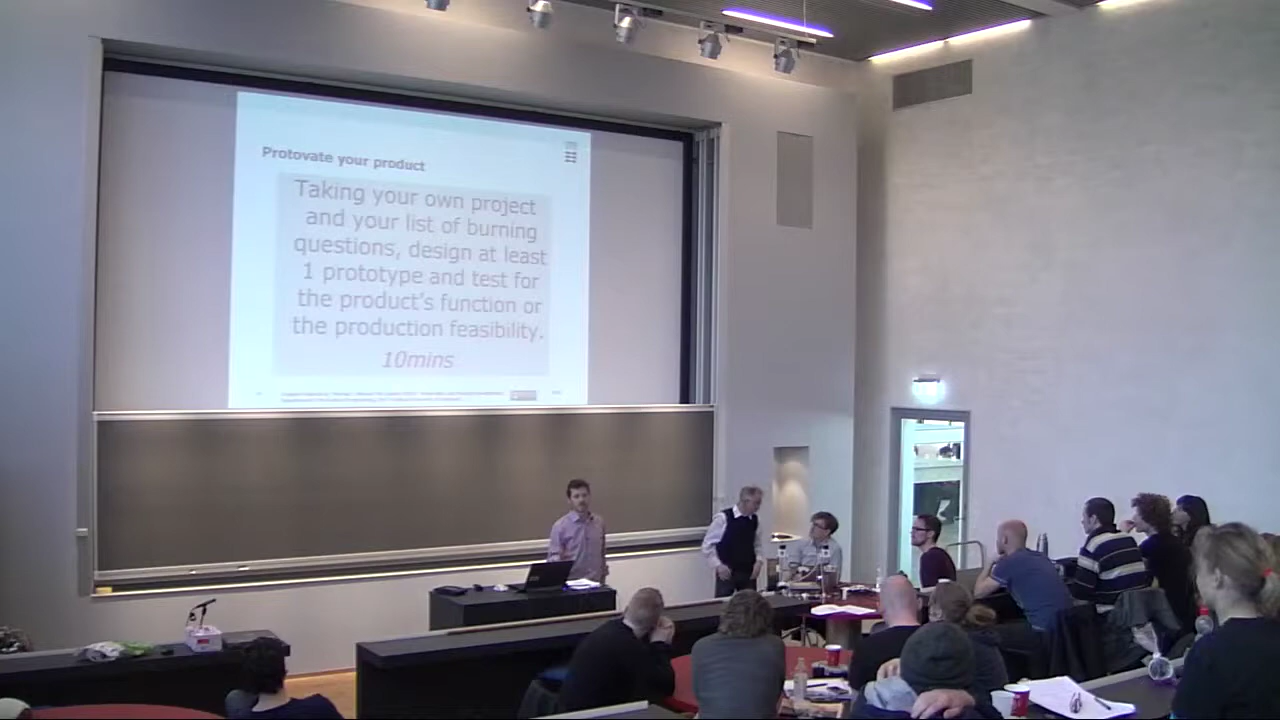 Protovate your product
Taking your own project
and your list of burning
questions, design at least
1 prototype and test for
the product's function or
the production feasibility.
10mins